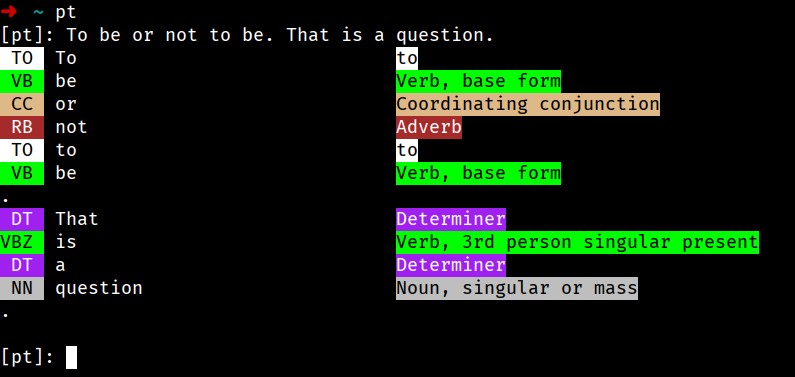 ➜ ~ pt
[pt]: To be or not to be. That is a question.
TO To to
VB be Verb, base form
CC or Coordinating conjunction
RB not Adverb
TO to to
VB be Verb, base form
.
DT That Determiner
VBZ is Verb, 3rd person singular present
DT a Determiner
NN question Noun, singular or mass
.
[pt]: